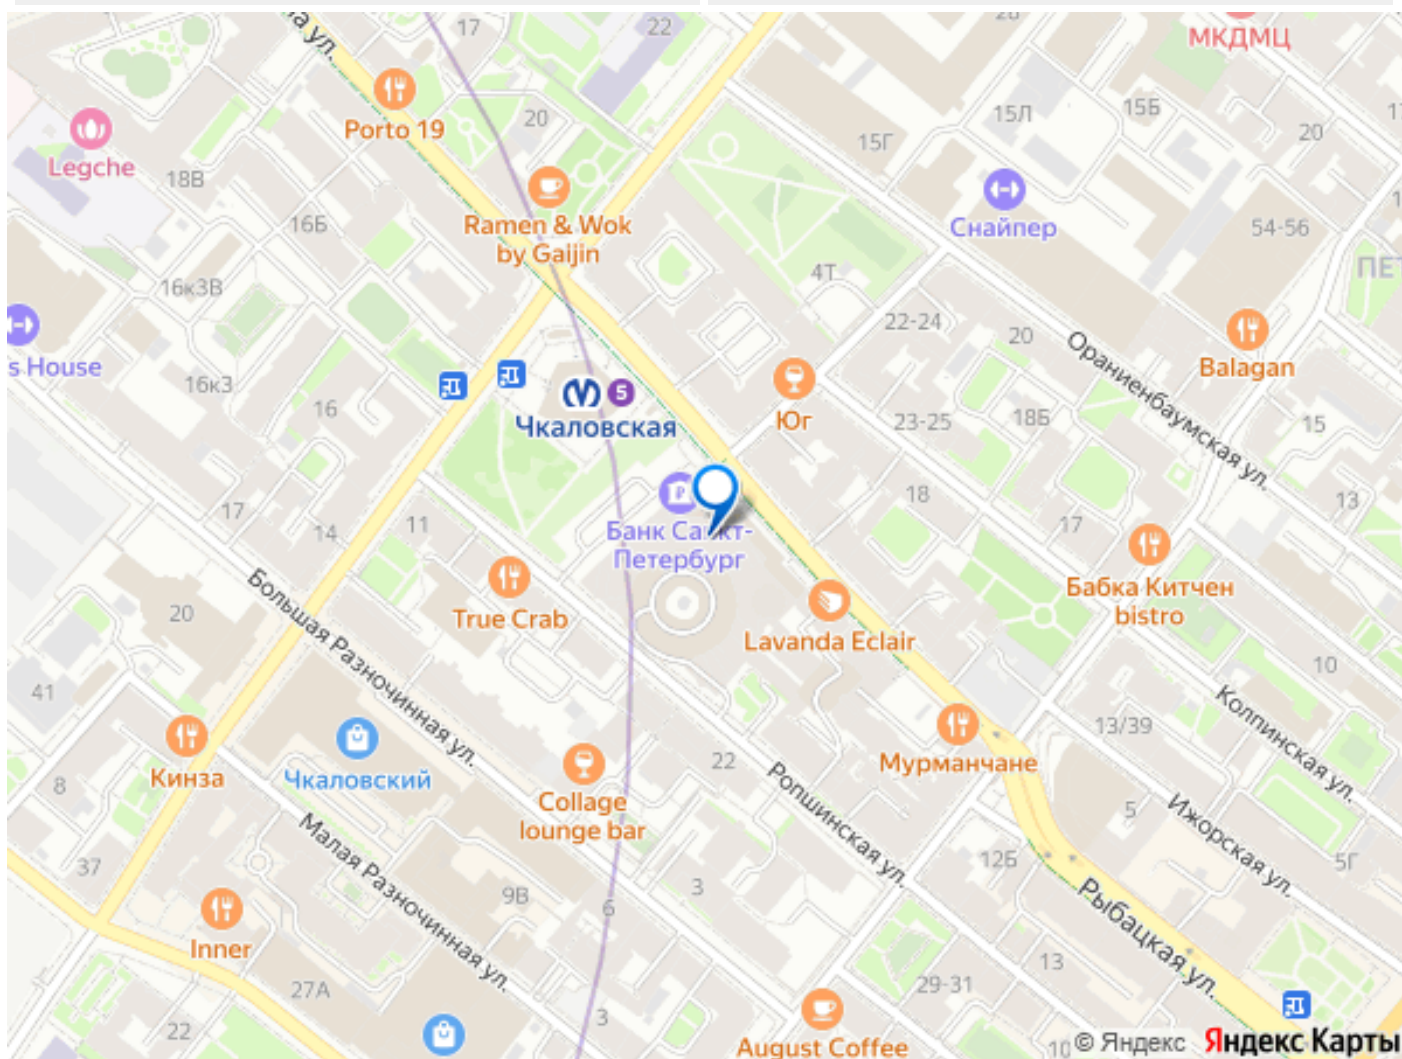 17
22
28
МКДМЦ
на ул.
Porto 19
20
15Л
15Б
20
Legche
18В
15Г
Ramen & Wok
by Gaijin
16Б
Снайпер
54-56
4Т
16к3В
22-24
20
Ораниенбаумская ул.
Balagan
s House
16к3
16
5
Чкаловская
Юг
23-25
18Б
15
17
14
11
18
17
13
Банк Санкт-
Петербург
Бабка Китчен
bistro
True Crab
20
Большая Разночинная ул.
Lavanda Eclair
10
41
Колпинская ул.
13/39
Мурманчане
Кинза
Чкаловский
22
Ропшинская ул.
8
Collage
lounge bar
5
Ижорская ул.
Малая Разночинная ул.
37
12Б
5Г
9В
3
6
Рыбацкая ул.
Inner
27А
13
29-31
22
3
August Coffee
10
© Яндекс Яндекс Карты